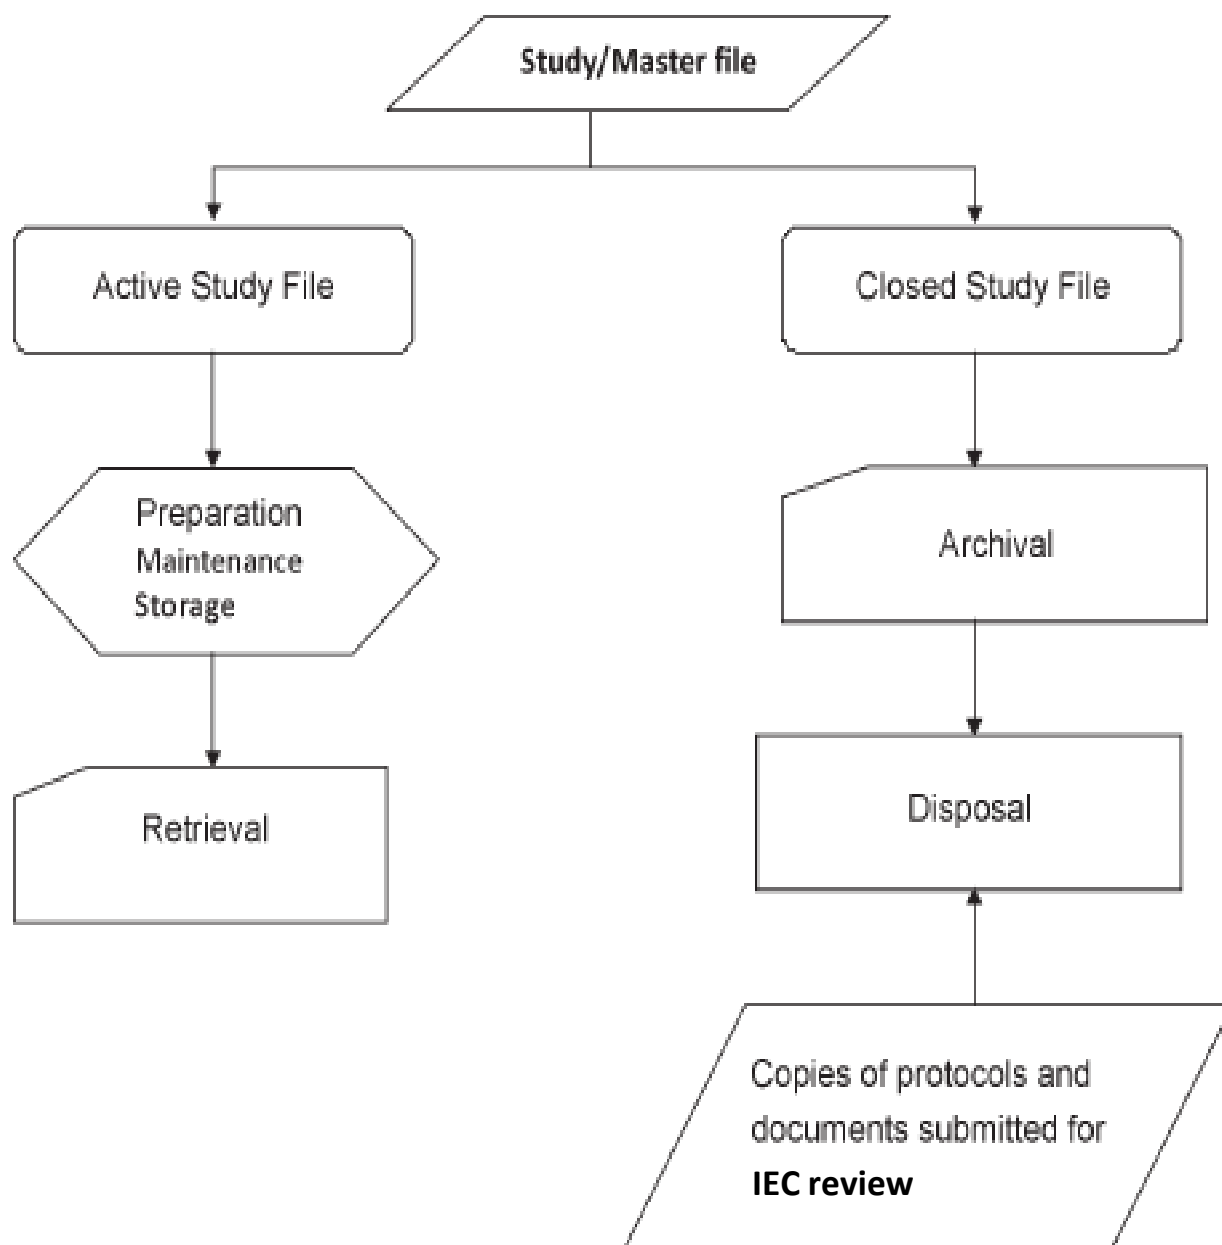 Study/Master file
Active Study File
Closed Study File
Preparation
Maintenance
Storage
Archival
Retrieval
Disposal
Copies of protocols and
documents submitted for
IEC review